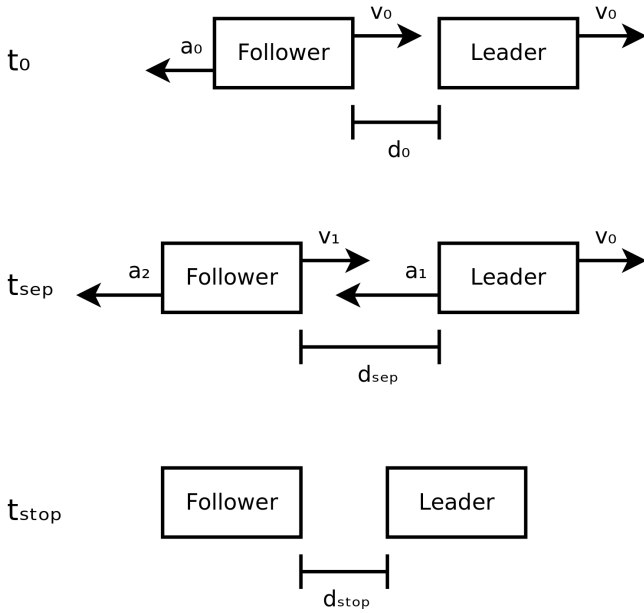 v₀ v₀
t₀ a₀ Follower Leader
d₀
v₁ v₀
tsep a₂ Follower a₁ Leader
dsep
tstop Follower Leader
dstop